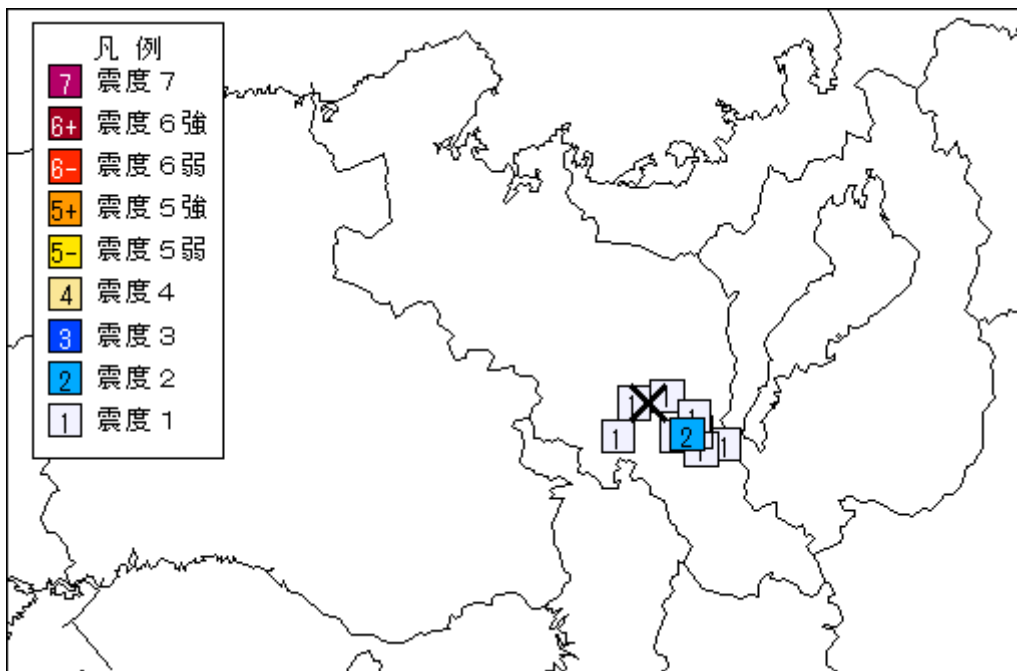 凡 例
7 震度７
6+ 震度６強
6- 震度６弱
5+ 震度５強
5- 震度５弱
4 震度４
3 震度３
2 震度２
1 震度１
1
1
1
1
2
1
1